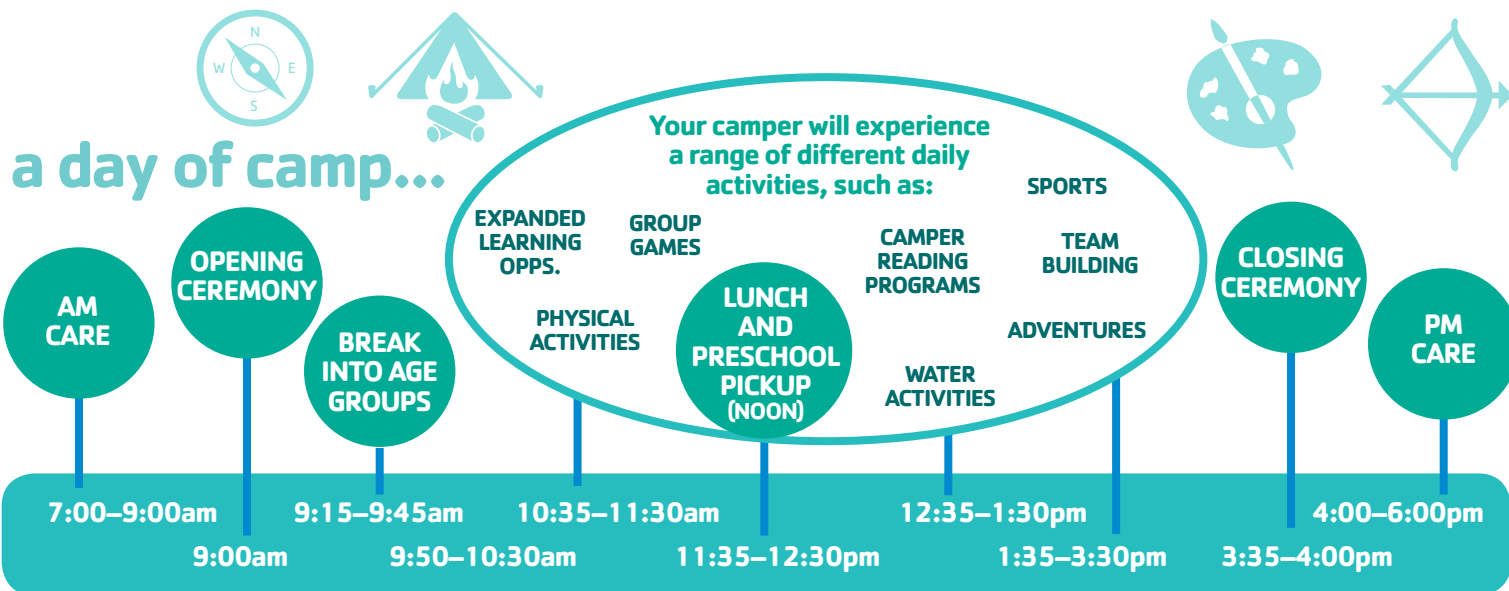 N
W E
S
a day of camp...
Your camper will experience
a range of different daily
activities, such as:
AM
CARE
OPENING
CEREMONY
BREAK
INTO AGE
GROUPS
EXPANDED
LEARNING
OPPS.
GROUP
GAMES
PHYSICAL
ACTIVITIES
LUNCH
AND
PRESCHOOL
PICKUP
(NOON)
CAMPER
READING
PROGRAMS
SPORTS
TEAM
BUILDING
ADVENTURES
WATER
ACTIVITIES
CLOSING
CEREMONY
PM
CARE
7:00–9:00am
9:00am
9:15–9:45am
9:50–10:30am
10:35–11:30am
11:35–12:30pm
12:35–1:30pm
1:35–3:30pm
3:35–4:00pm
4:00–6:00pm